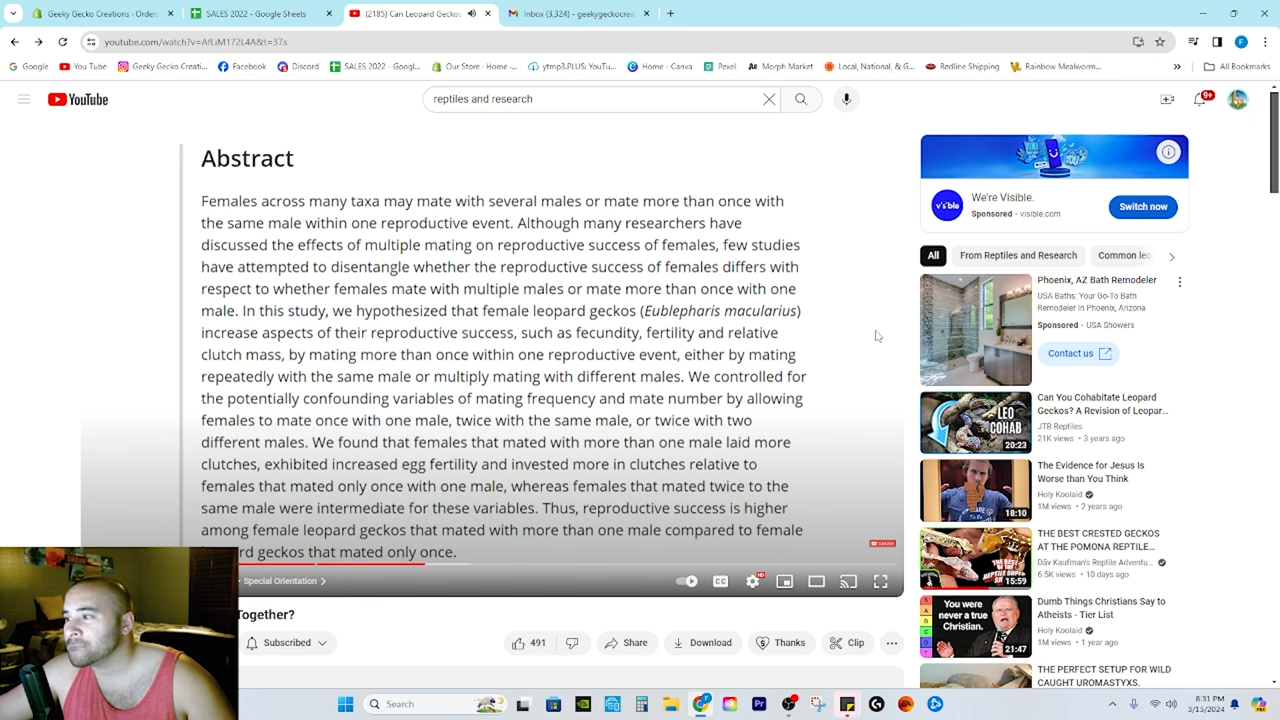 Geeky Gecko Creations · Orders
SALES 2022 - Google Sheets
(2185) Can Leopard Geckos
Inbox (3,324) - geekygeckocrea
youtube.com/watch?v=AfLiM172L4A&t=37s
Google
You Tube
Geeky Gecko Creati...
Facebook
Discord
SALES 2022 - Googl...
Our Store - Home -...
ytmp3.PLUS: YouTu...
Home - Canva
Pexel
Morph Market
Local, National, & G...
Redline Shipping
Rainbow Mealworm...
All Bookmarks
YouTube
reptiles and research
9+
Abstract
Females across many taxa may mate with several males or mate more than once with
the same male within one reproductive event. Although many researchers have
discussed the effects of multiple mating on reproductive success of females, few studies
have attempted to disentangle whether the reproductive success of females differs with
respect to whether females mate with multiple males or mate more than once with one
male. In this study, we hypothesized that female leopard geckos (Eublepharis macularius)
increase aspects of their reproductive success, such as fecundity, fertility and relative
clutch mass, by mating more than once within one reproductive event, either by mating
repeatedly with the same male or multiply mating with different males. We controlled for
the potentially confounding variables of mating frequency and mate number by allowing
females to mate once with one male, twice with the same male, or twice with two
different males. We found that females that mated with more than one male laid more
clutches, exhibited increased egg fertility and invested more in clutches relative to
females that mated only once with one male, whereas females that mated twice to the
same male were intermediate for these variables. Thus, reproductive success is higher
among female leopard geckos that mated with more than one male compared to female
geckos that mated only once.
Special Orientation
CC
HD
Together?
Subscribed
491
Share
Download
Thanks
Clip
visible
We're Visible.
Sponsored · visible.com
Switch now
All
From Reptiles and Research
Common leo
Phoenix, AZ Bath Remodeler
USA Baths: Your Go-To Bath
Remodeler in Phoenix, Arizona
Sponsored · USA Showers
Contact us
LEO
COHAB
20:23
Can You Cohabitate Leopard
Geckos? A Revision of Leopar...
JTB Reptiles
21K views · 3 years ago
18:10
The Evidence for Jesus Is
Worse than You Think
Holy Koolaid
1M views · 2 years ago
THE BEST OF THE
15:59
THE BEST CRESTED GECKOS
AT THE POMONA REPTILE...
Dāv Kaufman's Reptile Adventu...
6.5K views · 10 days ago
S
A
B
C
D
You were
never a true
Christian.
21:47
Dumb Things Christians Say to
Atheists - Tier List
Holy Koolaid
1M views · 1 year ago
THE PERFECT SETUP FOR WILD
CAUGHT UROMASTYXS.
Search
8:31 PM
3/15/2024